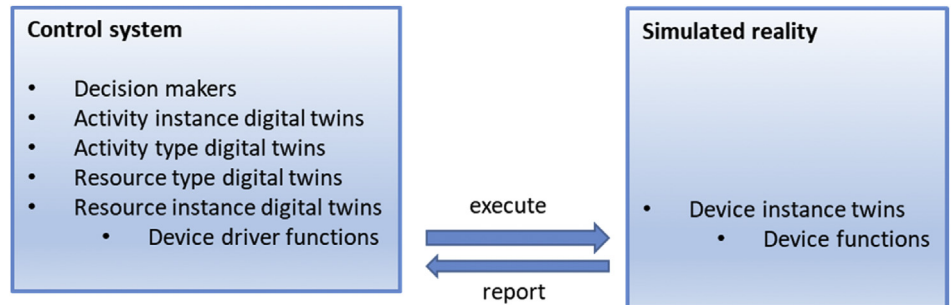 Control system
• Decision makers
• Activity instance digital twins
• Activity type digital twins
• Resource type digital twins
• Resource instance digital twins
• Device driver functions
execute
report
Simulated reality
• Device instance twins
• Device functions